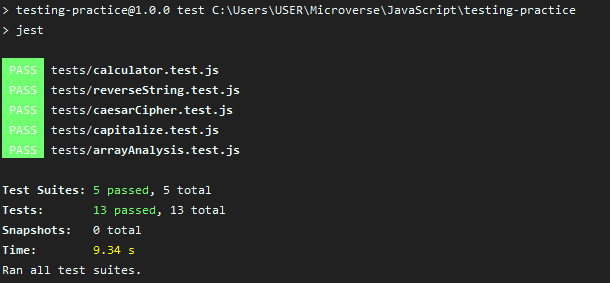 > testing-practice@1.0.0 test C:\Users\USER\Microverse\JavaScript\testing-practice
> jest
PASS tests/calculator.test.js
PASS tests/reverseString.test.js
PASS tests/caesarCipher.test.js
PASS tests/capitalize.test.js
PASS tests/arrayAnalysis.test.js
Test Suites: 5 passed, 5 total
Tests: 13 passed, 13 total
Snapshots: 0 total
Time: 9.34 s
Ran all test suites.